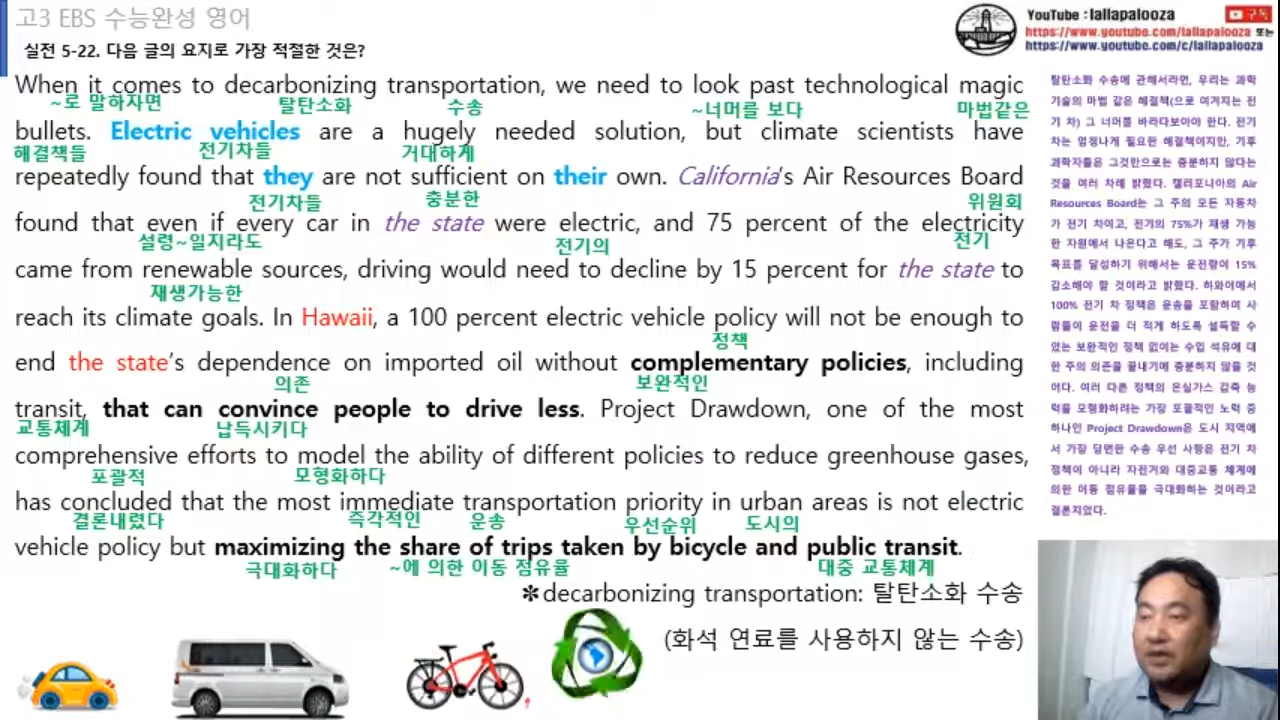 고3 EBS 수능완성 영어
YouTube : lallapalooza
구독
https://www.youtube.com/lallapalooza 또는
https://www.youtube.com/c/lallapalooza
실전 5-22. 다음 글의 요지로 가장 적절한 것은?
When it comes to decarbonizing transportation, we need to look past technological magic
~로 말하자면 탈탄소화 수송 ~너머를 보다 마법같은
bullets. Electric vehicles are a hugely needed solution, but climate scientists have
해결책들 전기차들 거대하게
repeatedly found that they are not sufficient on their own. California's Air Resources Board
전기차들 충분한 위원회
found that even if every car in the state were electric, and 75 percent of the electricity
설령~일지라도 전기의 전기
came from renewable sources, driving would need to decline by 15 percent for the state to
재생가능한
reach its climate goals. In Hawaii, a 100 percent electric vehicle policy will not be enough to
정책
end the state's dependence on imported oil without complementary policies, including
의존 보완적인
transit, that can convince people to drive less. Project Drawdown, one of the most
교통체계 납득시키다
comprehensive efforts to model the ability of different policies to reduce greenhouse gases,
포괄적 모형화하다
has concluded that the most immediate transportation priority in urban areas is not electric
결론내렸다 즉각적인 운송 우선순위 도시의
vehicle policy but maximizing the share of trips taken by bicycle and public transit.
극대화하다 ~에 의한 이동 점유율 대중 교통체계
✻decarbonizing transportation: 탈탄소화 수송
(화석 연료를 사용하지 않는 수송)
탈탄소화 수송에 관해서라면, 우리는 과학
기술의 마법 같은 해결책(으로 여겨지는 전
기 차) 그 너머를 바라다보아야 한다. 전기
차는 엄청나게 필요한 해결책이지만, 기후
과학자들은 그것만으로는 충분하지 않다는
것을 여러 차례 밝혔다. 캘리포니아의 Air
Resources Board는 그 주의 모든 자동차
가 전기 차이고, 전기의 75%가 재생 가능
한 자원에서 나온다고 해도, 그 주가 기후
목표를 달성하기 위해서는 운전량이 15%
감소해야 할 것이라고 밝혔다. 하와이에서
100% 전기 차 정책은 운송을 포함하여 사
람들이 운전을 더 적게 하도록 설득할 수
있는 보완적인 정책 없이는 수입 석유에 대
한 주의 의존을 끝내기에 충분하지 않을 것
이다. 여러 다른 정책의 온실가스 감축 능
력을 모형화하려는 가장 포괄적인 노력 중
하나인 Project Drawdown은 도시 지역에
서 가장 당면한 수송 우선 사항은 전기 차
정책이 아니라 자전거와 대중교통 체계에
의한 이동 점유율을 극대화하는 것이라고
결론지었다.